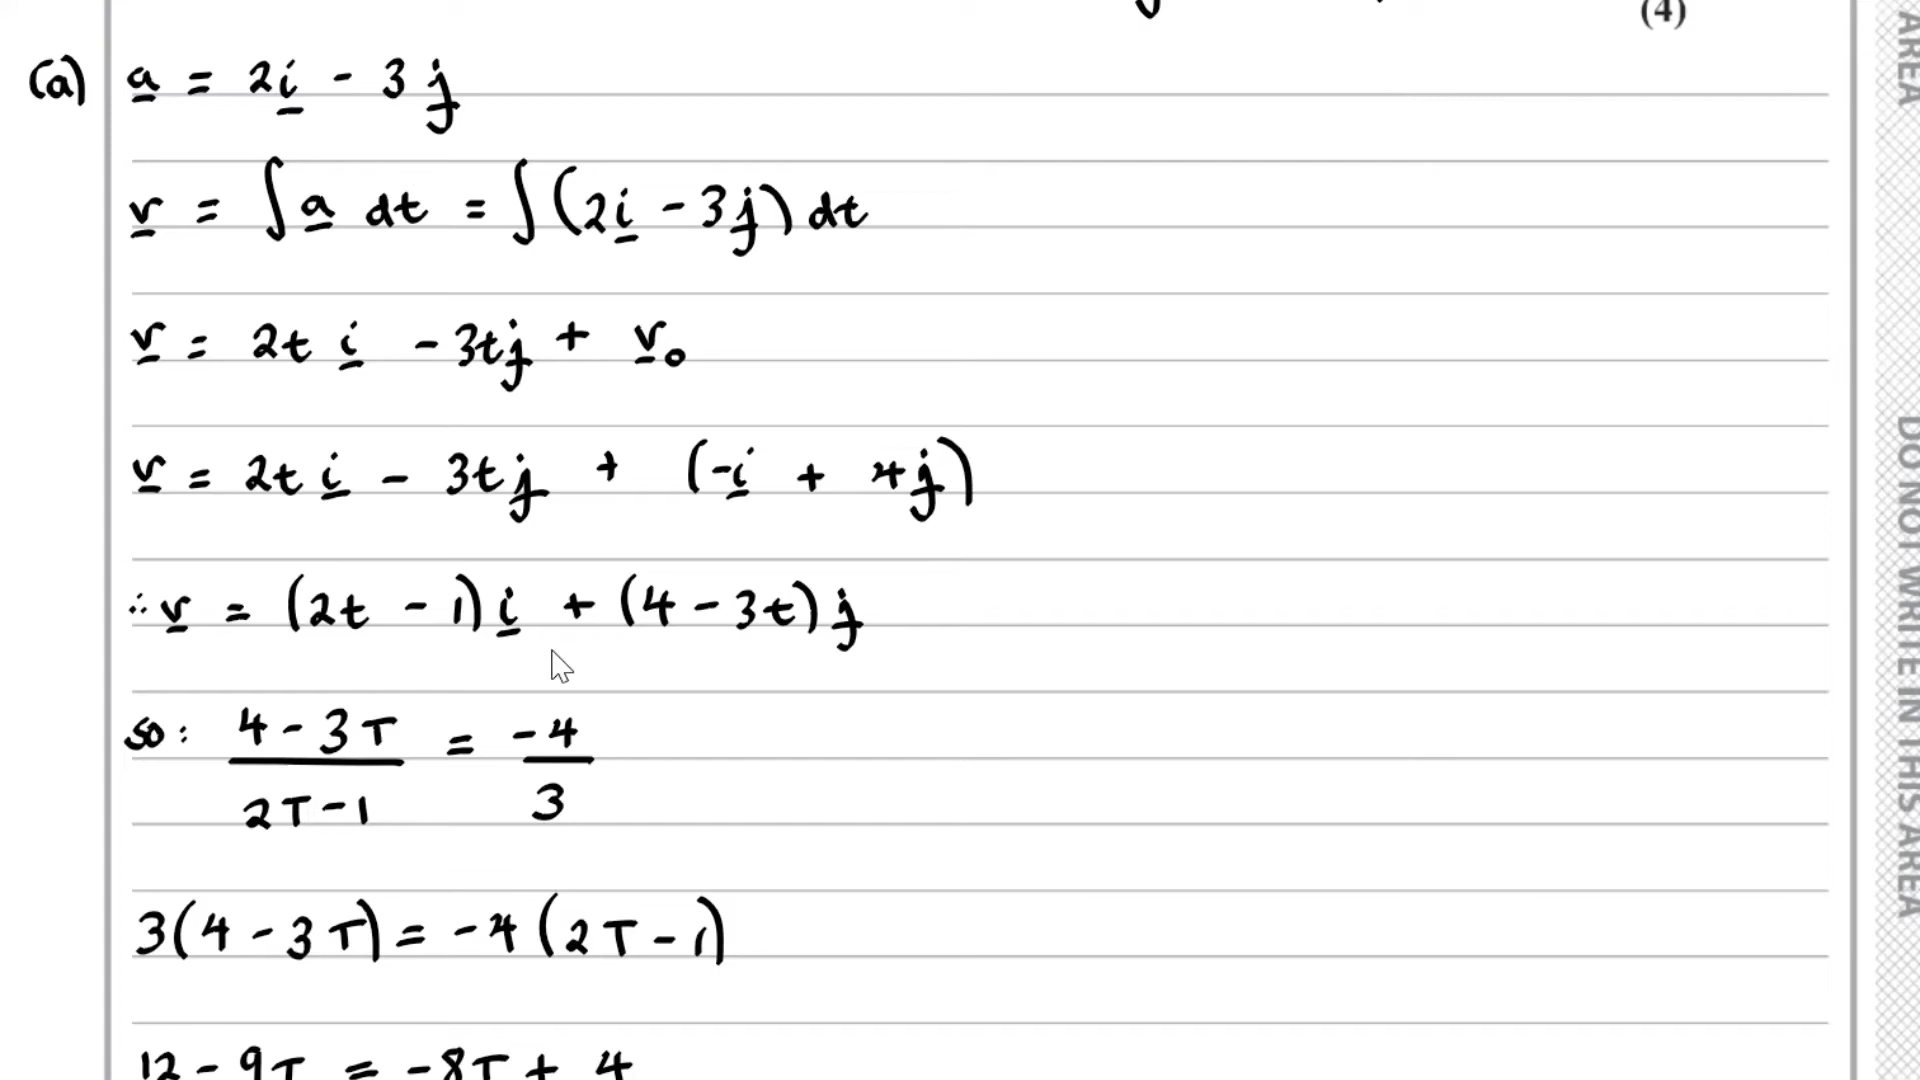 (4)
(a) a = 2i - 3j
v = ∫ a dt = ∫ (2i - 3j) dt
v = 2t i - 3tj + v₀
v = 2t i - 3tj + (-i + 4j)
∴ v = (2t - 1) i + (4 - 3t) j
so: 4 - 3T / 2T - 1 = -4 / 3
3(4 - 3T) = -4 (2T - 1)
12 - 9T = -8T + 4
AREA
DO NOT WRITE IN THIS AREA